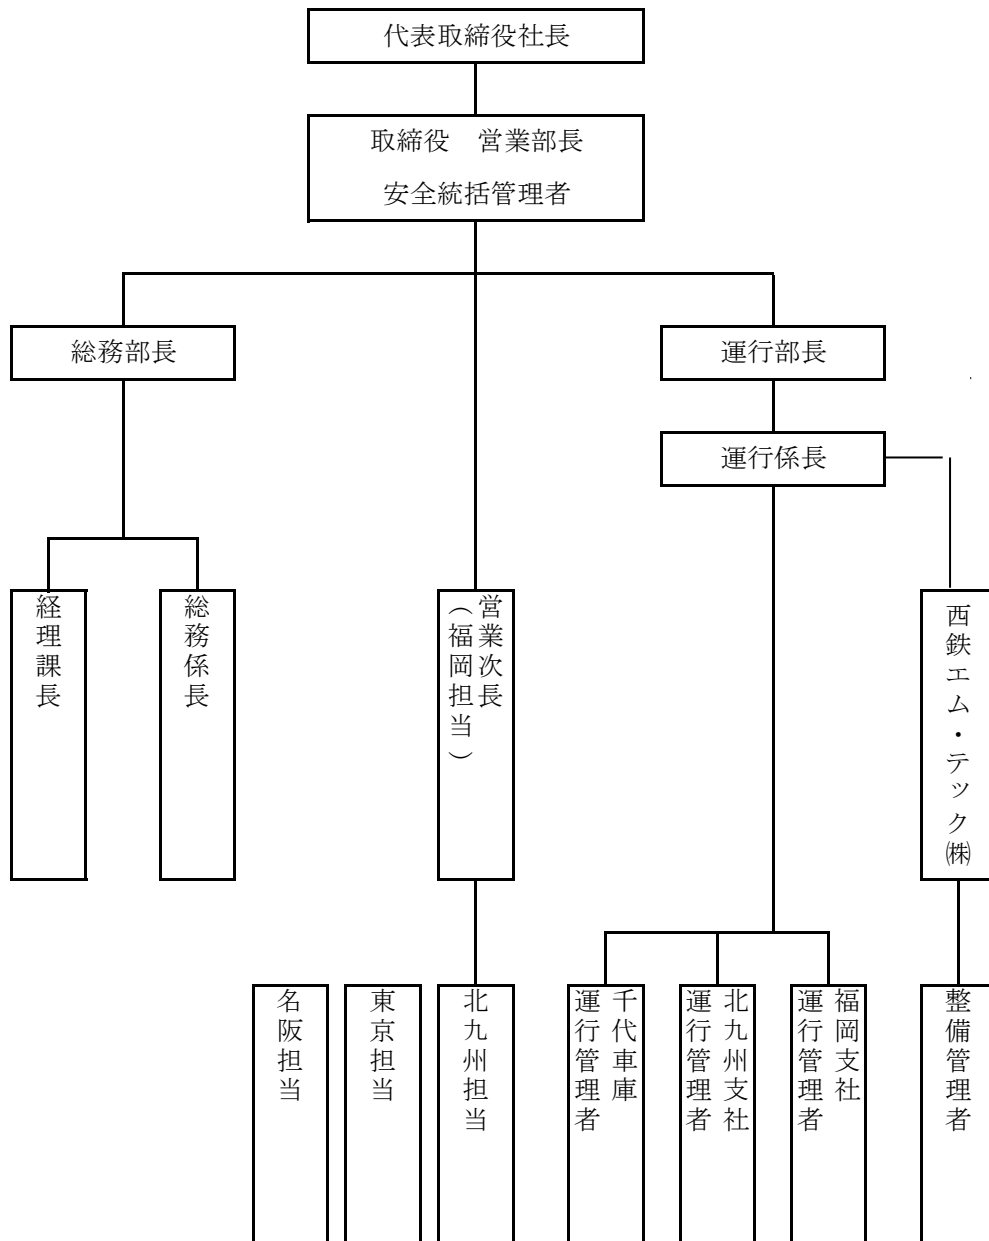 代表取締役社長
取締役　営業部長
安全統括管理者
総務部長
運行部長
運行係長
経理課長
総務係長
営業次長
（福岡担当）
西鉄エム・テック㈱
名阪担当
東京担当
北九州担当
千代車庫
運行管理者
北九州支社
運行管理者
福岡支社
運行管理者
整備管理者